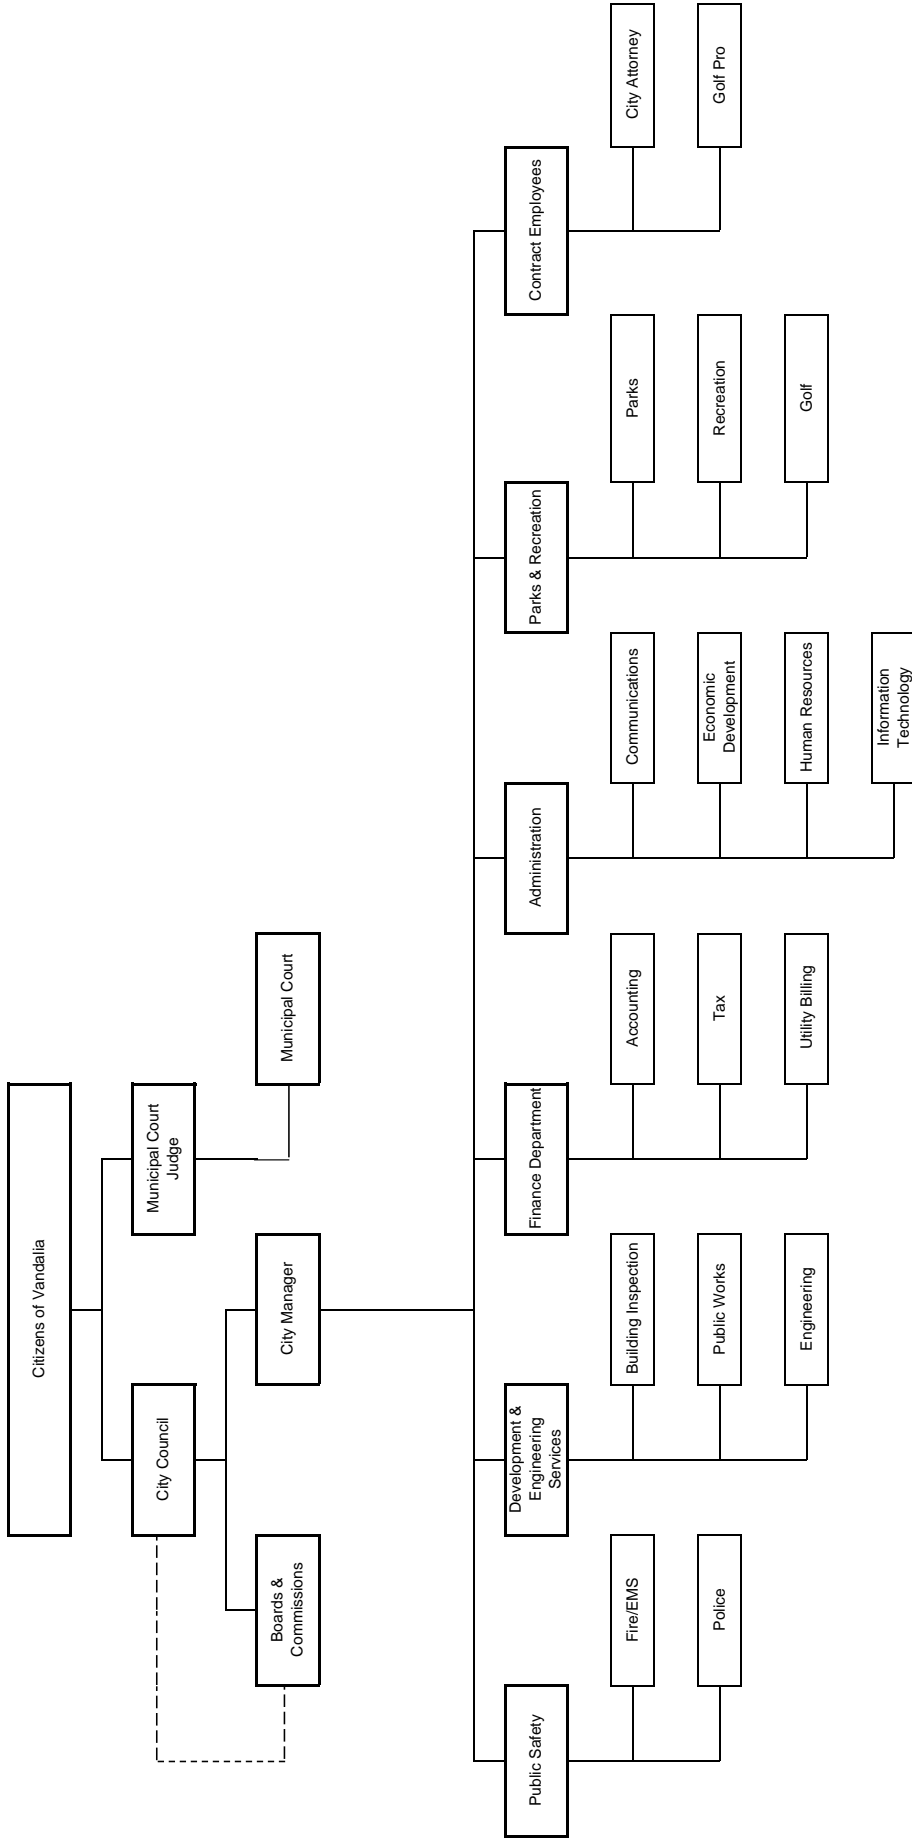 Citizens of Vandalia
City Council
Municipal Court
Judge
Boards &
Commissions
City Manager
Municipal Court
Public Safety
Fire/EMS
Police
Development &
Engineering
Services
Building Inspection
Public Works
Engineering
Finance Department
Accounting
Tax
Utility Billing
Administration
Communications
Economic
Development
Human Resources
Information
Technology
Parks & Recreation
Parks
Recreation
Golf
Contract Employees
City Attorney
Golf Pro